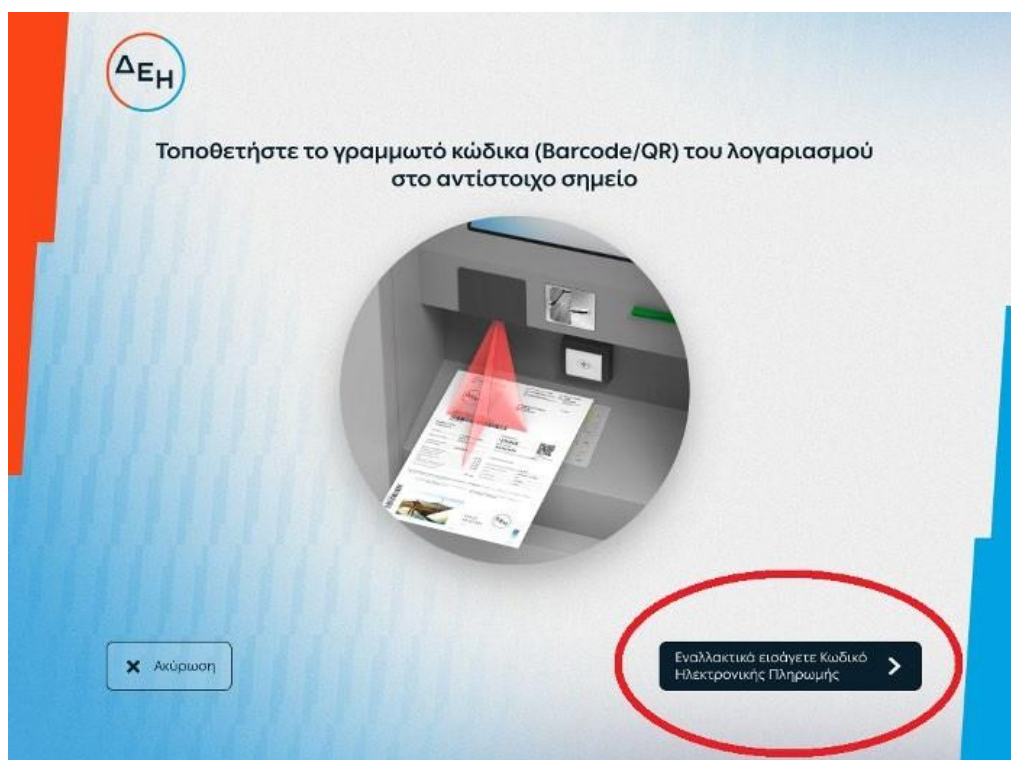 ΔΕΗ
Τοποθετήστε το γραμμωτό κώδικα (Barcode/QR) του λογαριασμού
στο αντίστοιχο σημείο
Ακύρωση
Εναλλακτικά εισάγετε Κωδικό
Ηλεκτρονικής Πληρωμής